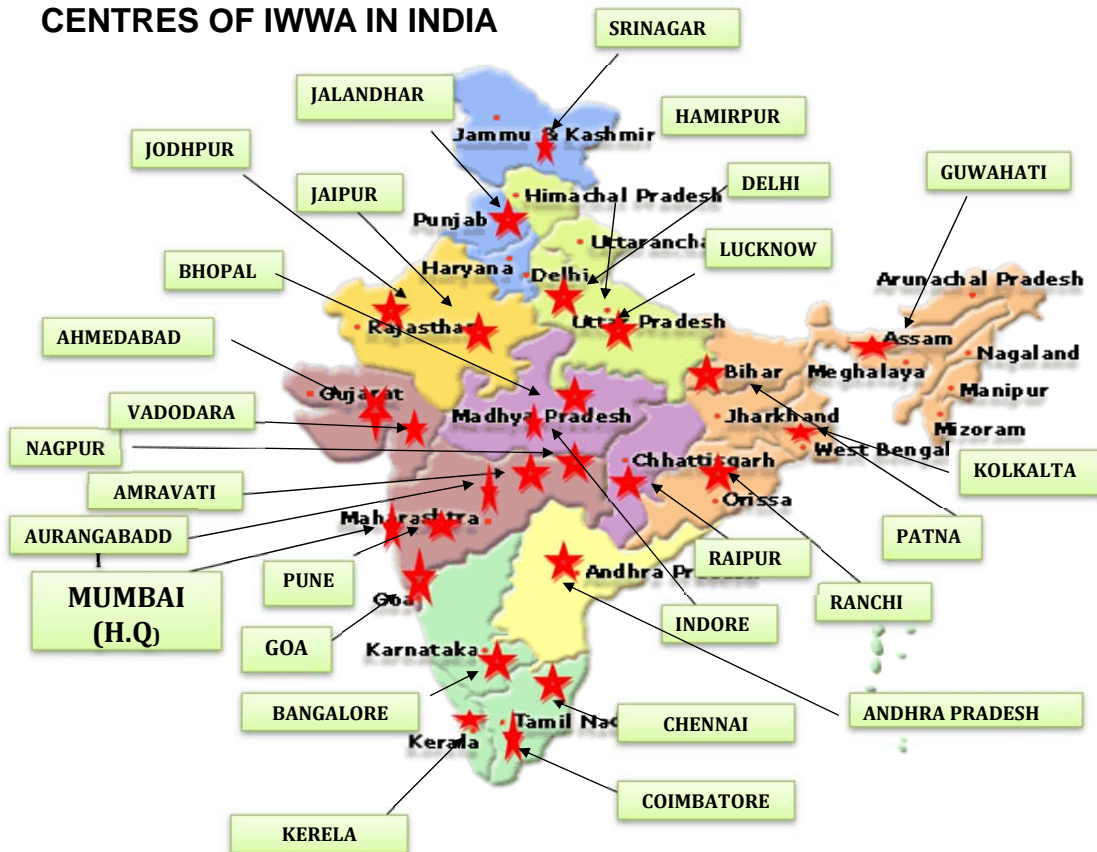 CENTRES OF IWWA IN INDIA
SRINAGAR
JALANDHAR
HAMIRPUR
Jammu & Kashmir
JODHPUR
DELHI
GUWAHATI
JAIPUR
Himachal Pradesh
Punjab
Uttarancha
LUCKNOW
BHOPAL
Haryana
Delhi
Arunachal Pradesh
AHMEDABAD
Rajasthan
Uttar Pradesh
Assam
Nagaland
Bihar
Meghalaya
Gujarat
Manipur
VADODARA
Madhya Pradesh
Jharkhand
Mizoram
NAGPUR
West Bengal
Chhattisgarh
KOLKALTA
AMRAVATI
Orissa
Maharashtra
AURANGABADD
I
PATNA
RAIPUR
PUNE
Andhra Pradesh
MUMBAI
(H.Q)
Goa
RANCHI
INDORE
GOA
Karnataka
BANGALORE
CHENNAI
ANDHRA PRADESH
Tamil Nad
Kerala
COIMBATORE
KERELA